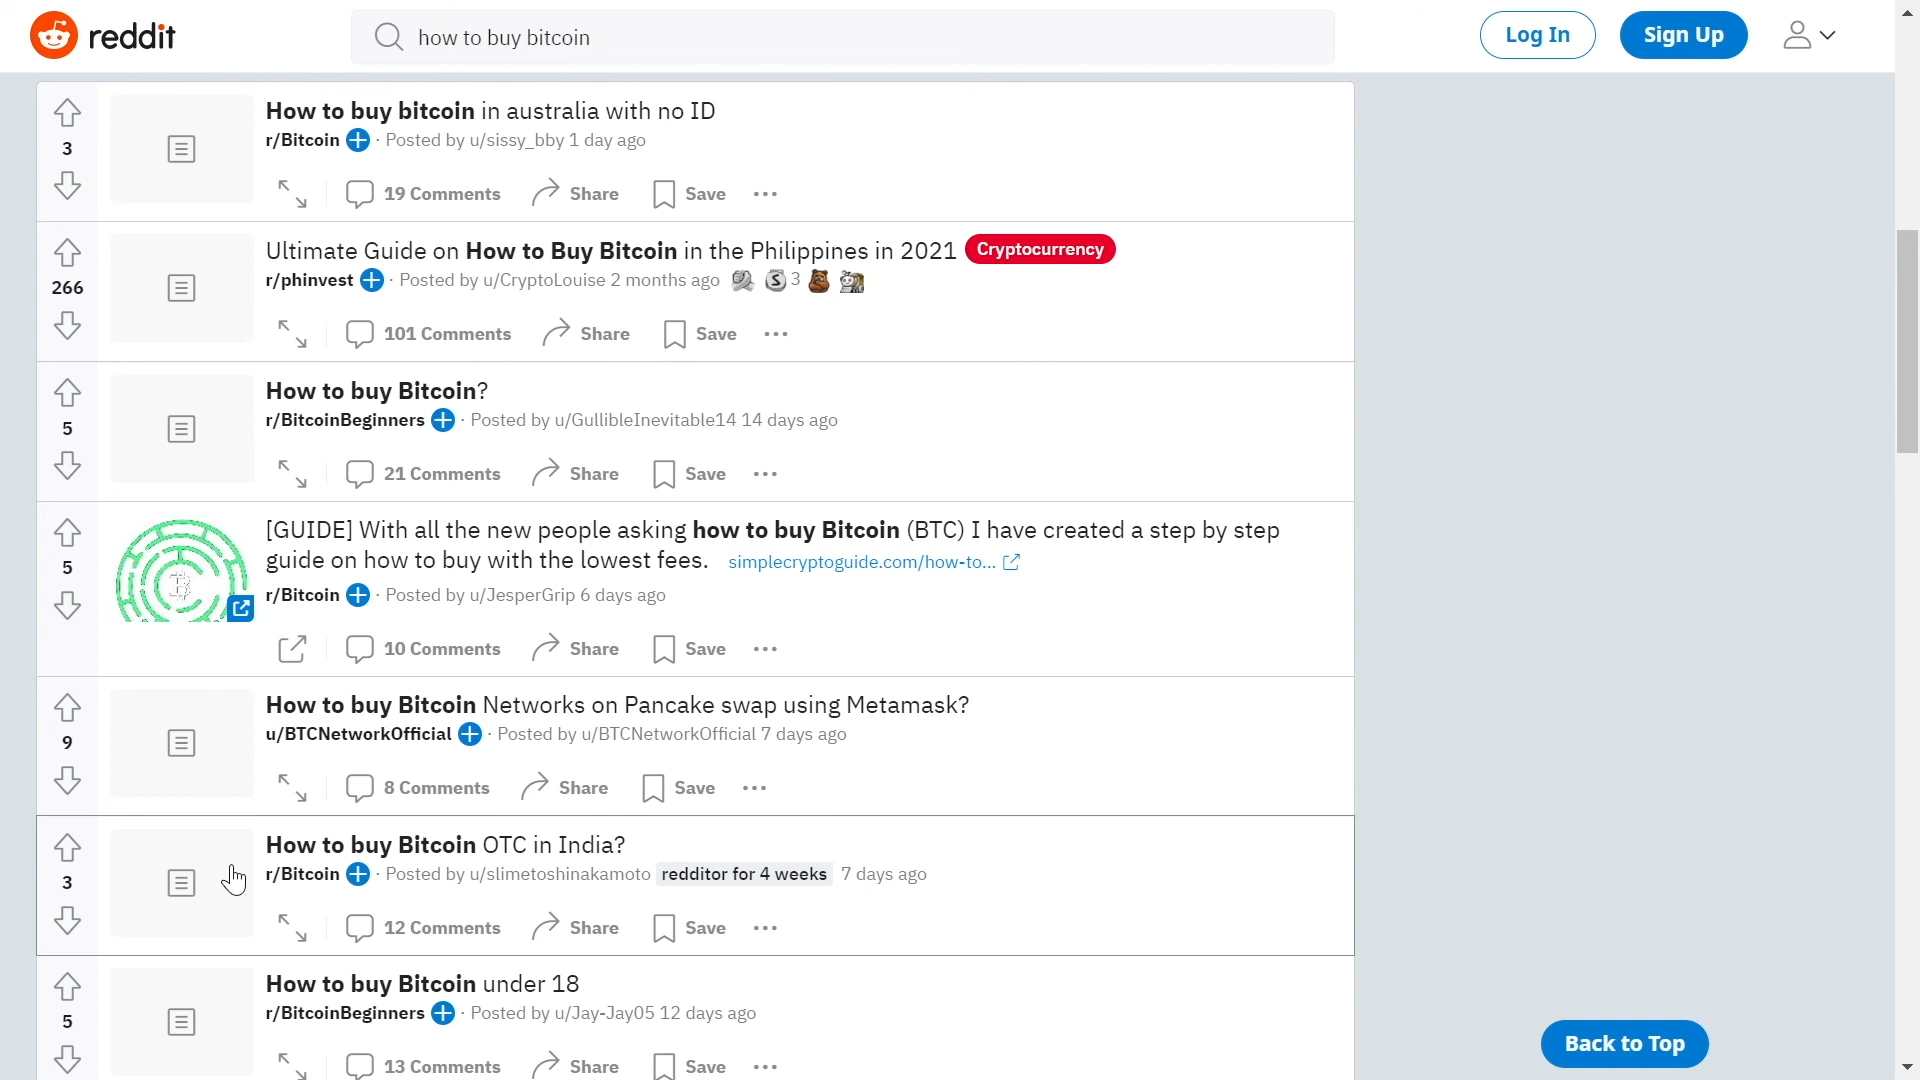 reddit
how to buy bitcoin
Log In
Sign Up
How to buy bitcoin in australia with no ID
r/Bitcoin · Posted by u/sissy_bby 1 day ago
3
19 Comments Share Save
Ultimate Guide on How to Buy Bitcoin in the Philippines in 2021 Cryptocurrency
r/phinvest · Posted by u/CryptoLouise 2 months ago S 3
266
101 Comments Share Save
How to buy Bitcoin?
r/BitcoinBeginners · Posted by u/GullibleInevitable14 14 days ago
5
21 Comments Share Save
[GUIDE] With all the new people asking how to buy Bitcoin (BTC) I have created a step by step
guide on how to buy with the lowest fees. simplecryptoguide.com/how-to...
5
r/Bitcoin · Posted by u/JesperGrip 6 days ago
10 Comments Share Save
How to buy Bitcoin Networks on Pancake swap using Metamask?
u/BTCNetworkOfficial · Posted by u/BTCNetworkOfficial 7 days ago
9
8 Comments Share Save
How to buy Bitcoin OTC in India?
r/Bitcoin · Posted by u/slimetoshinakamoto redditor for 4 weeks 7 days ago
3
12 Comments Share Save
How to buy Bitcoin under 18
r/BitcoinBeginners · Posted by u/Jay-Jay05 12 days ago
5
13 Comments Share Save
Back to Top